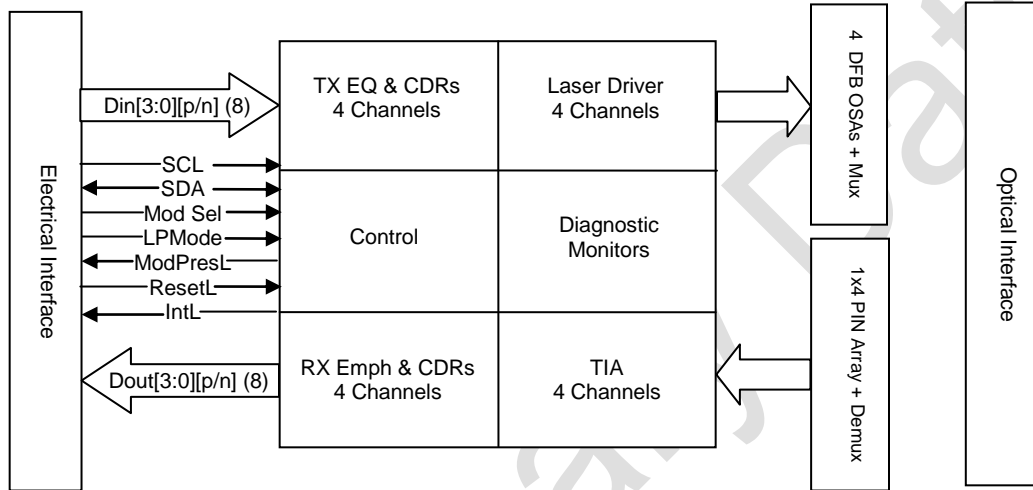 Electrical Interface
Din[3:0][p/n] (8)
SCL
SDA
Mod Sel
LPMode
ModPresL
ResetL
IntL
Dout[3:0][p/n] (8)
TX EQ & CDRs
4 Channels
Laser Driver
4 Channels
Control
Diagnostic
Monitors
RX Emph & CDRs
4 Channels
TIA
4 Channels
4 DFB OSAs + Mux
1x4 PIN Array + Demux
Optical Interface